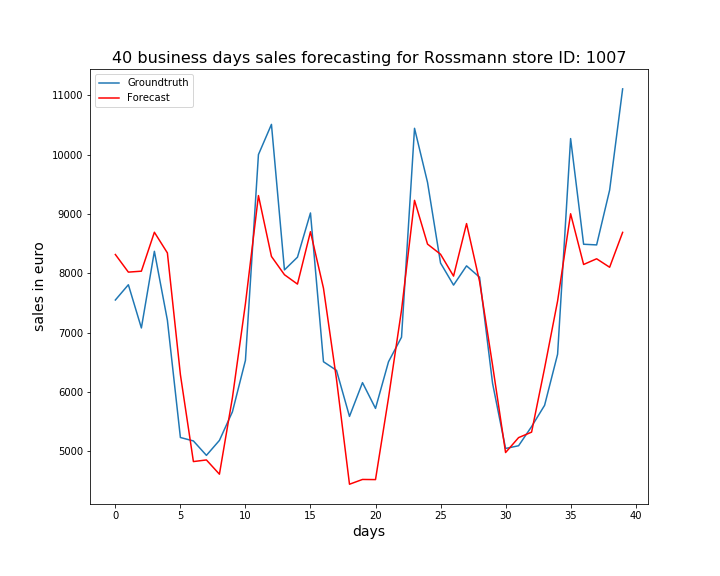 40 business days sales forecasting for Rossmann store ID: 1007
Groundtruth
Forecast
11000
10000
9000
8000
7000
6000
5000
sales in euro
0 5 10 15 20 25 30 35 40
days